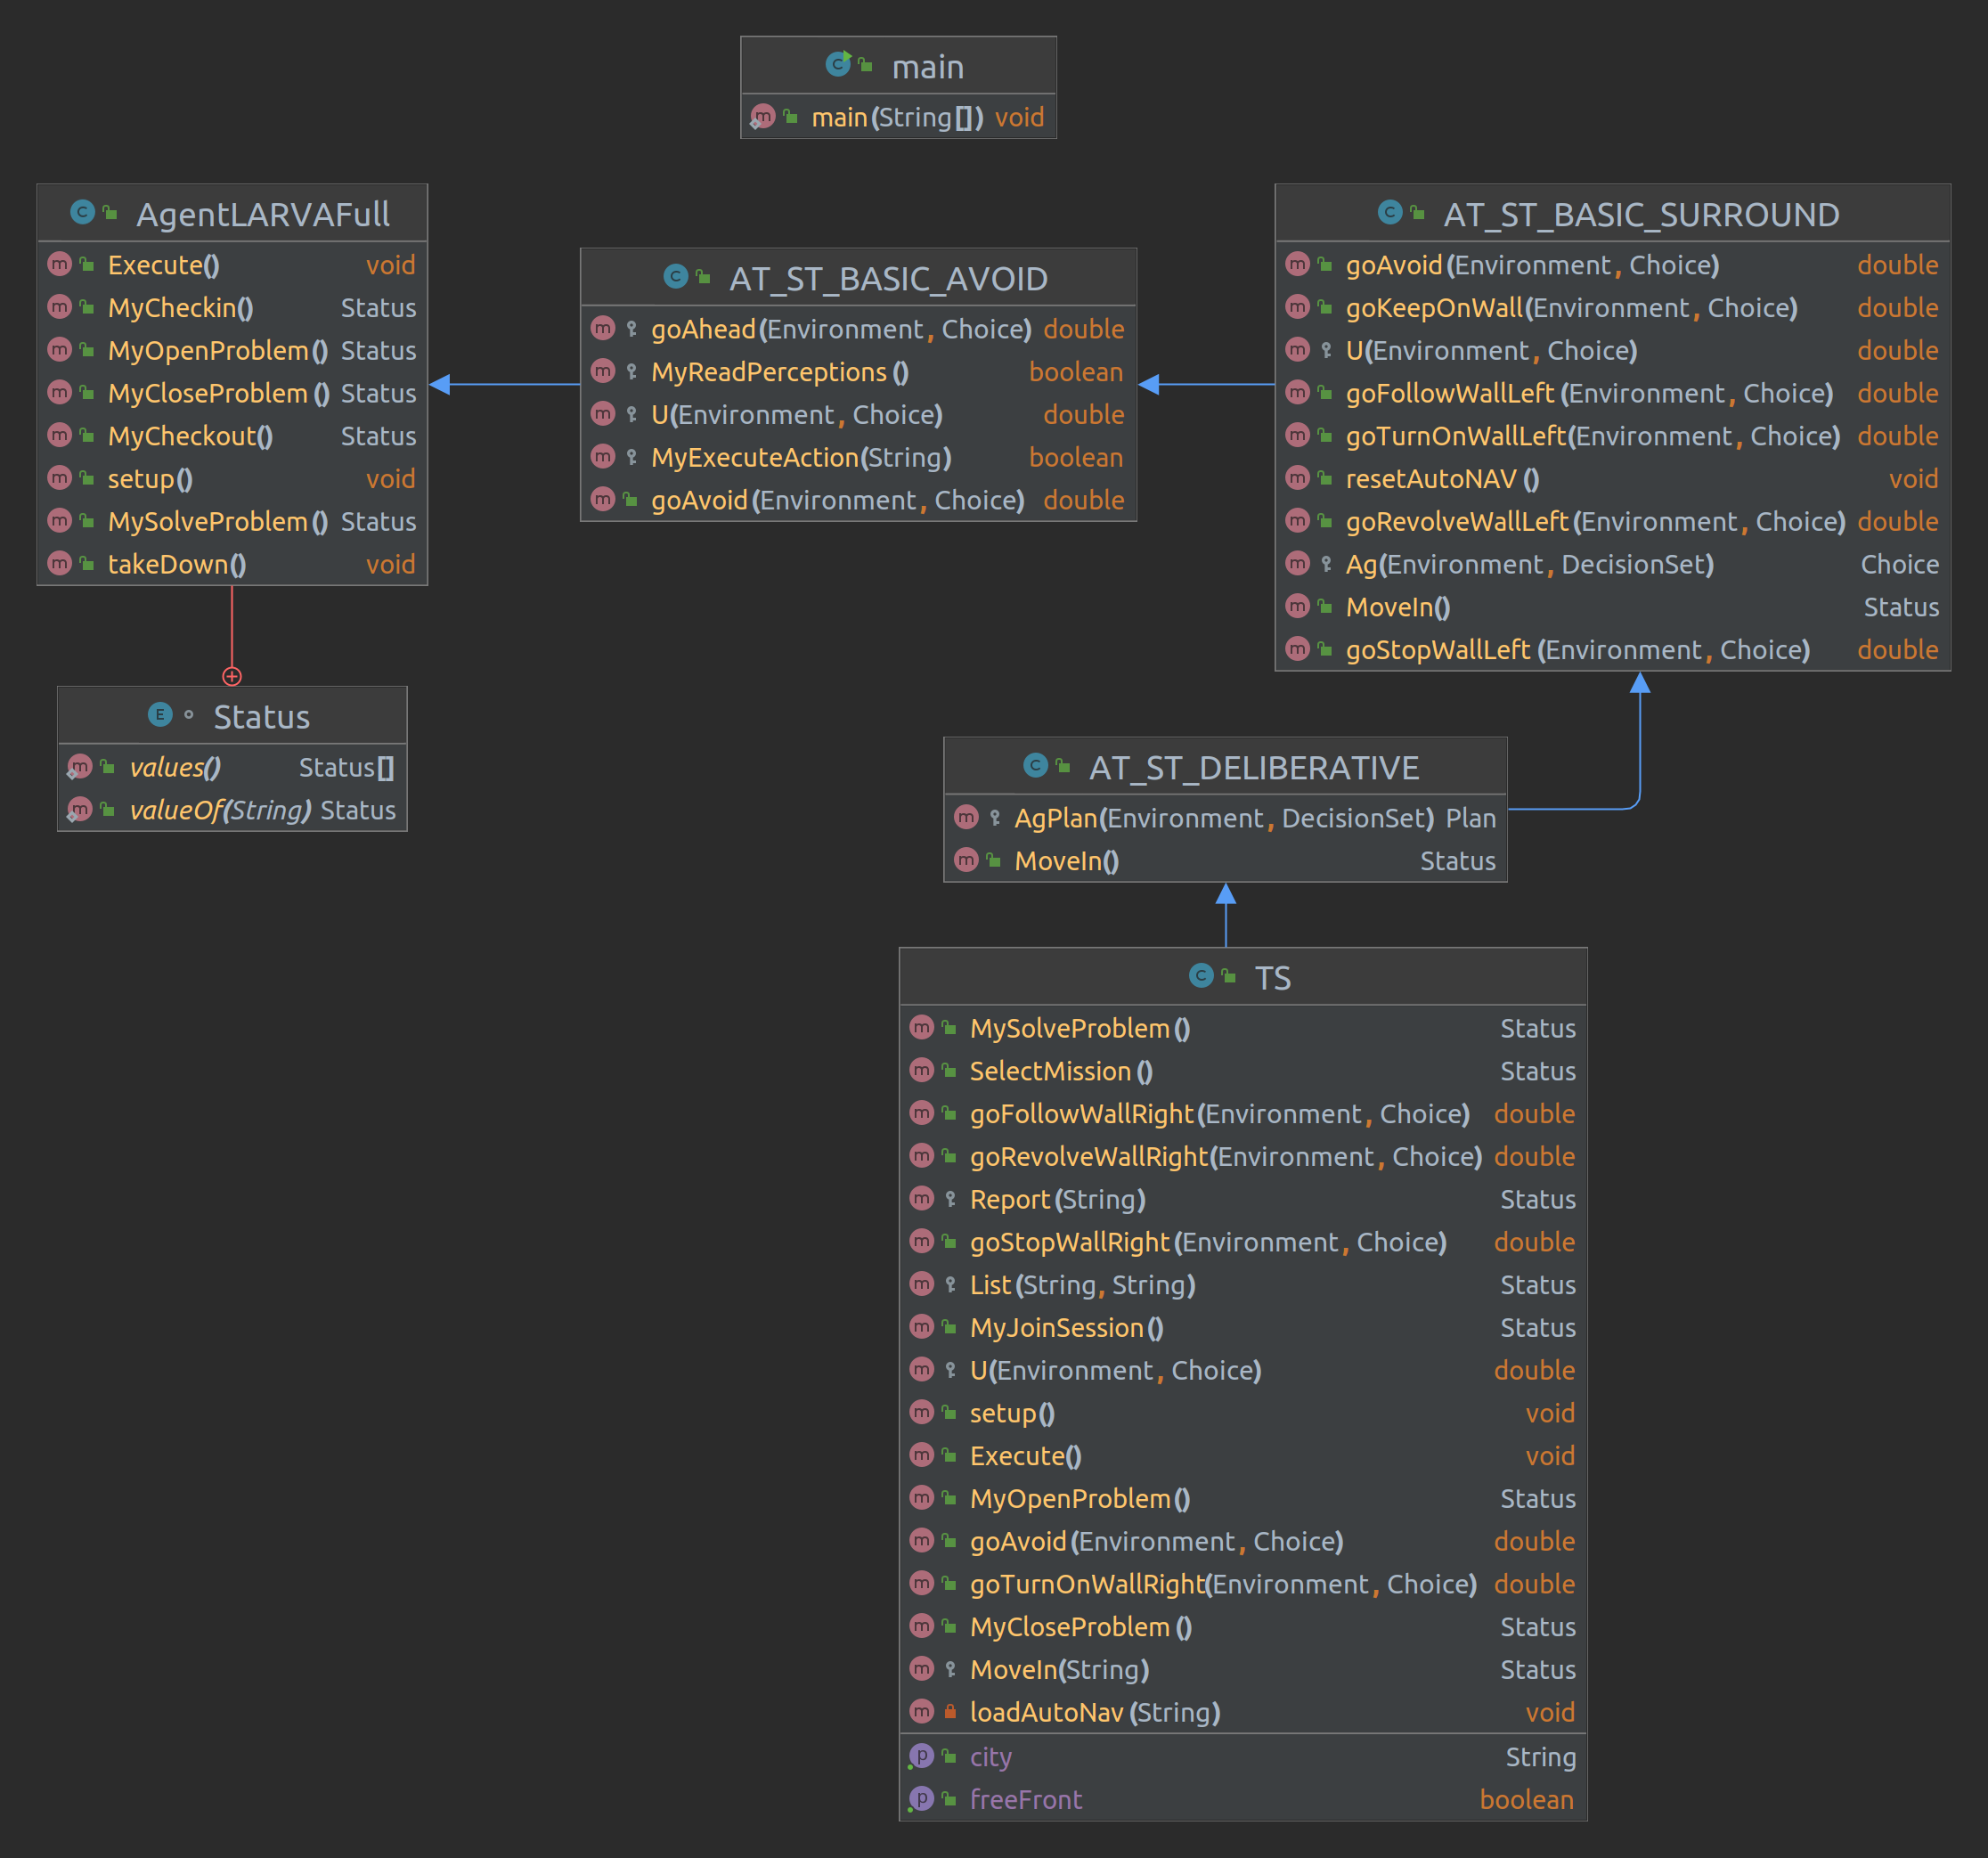 main
main(String[]) void
AgentLARVAFull
Execute() void
MyCheckin() Status
MyOpenProblem() Status
MyCloseProblem() Status
MyCheckout() Status
setup() void
MySolveProblem() Status
takeDown() void
AT_ST_BASIC_AVOID
goAhead(Environment, Choice) double
MyReadPerceptions() boolean
U(Environment, Choice) double
MyExecuteAction(String) boolean
goAvoid(Environment, Choice) double
AT_ST_BASIC_SURROUND
goAvoid(Environment, Choice) double
goKeepOnWall(Environment, Choice) double
U(Environment, Choice) double
goFollowWallLeft(Environment, Choice) double
goTurnOnWallLeft(Environment, Choice) double
resetAutoNAV() void
goRevolveWallLeft(Environment, Choice) double
Ag(Environment, DecisionSet) Choice
MoveIn() Status
goStopWallLeft(Environment, Choice) double
Status
values() Status[]
valueOf(String) Status
AT_ST_DELIBERATIVE
AgPlan(Environment, DecisionSet) Plan
MoveIn() Status
TS
MySolveProblem() Status
SelectMission() Status
goFollowWallRight(Environment, Choice) double
goRevolveWallRight(Environment, Choice) double
Report(String) Status
goStopWallRight(Environment, Choice) double
List(String, String) Status
MyJoinSession() Status
U(Environment, Choice) double
setup() void
Execute() void
MyOpenProblem() Status
goAvoid(Environment, Choice) double
goTurnOnWallRight(Environment, Choice) double
MyCloseProblem() Status
MoveIn(String) Status
loadAutoNav(String) void
city String
freeFront boolean